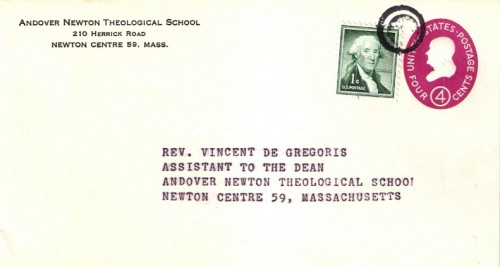 ANDOVER NEWTON THEOLOGICAL SCHOOL
210 HERRICK ROAD
NEWTON CENTRE 59, MASS.
1¢
U.S. POSTAGE
UNITED STATES POSTAGE
4
FOUR CENTS
REV. VINCENT DE GREGORIS
ASSISTANT TO THE DEAN
ANDOVER NEWTON THEOLOGICAL SCHOOL
NEWTON CENTRE 59, MASSACHUSETTS